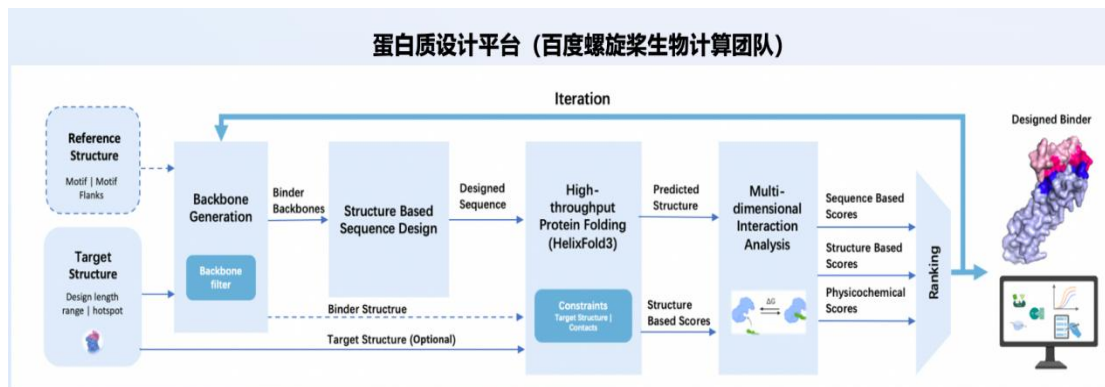 蛋白质设计平台（百度螺旋桨生物计算团队）
Iteration
Designed Binder
Reference
Structure
Motif | Motif
Flanks
Target
Structure
Design length
range | hotspot
Backbone
Generation
Backbone
filter
Binder
Backbones
Structure Based
Sequence Design
Designed
Sequence
High-
throughput
Protein Folding
(HelixFold3)
Constraints
Target Structure |
Contacts
Binder Structrue
Target Structure (Optional)
Predicted
Structure
Structure
Based Scores
Multi-
dimensional
Interaction
Analysis
ΔG
Sequence Based
Scores
Structure Based
Scores
Physicochemical
Scores
Ranking